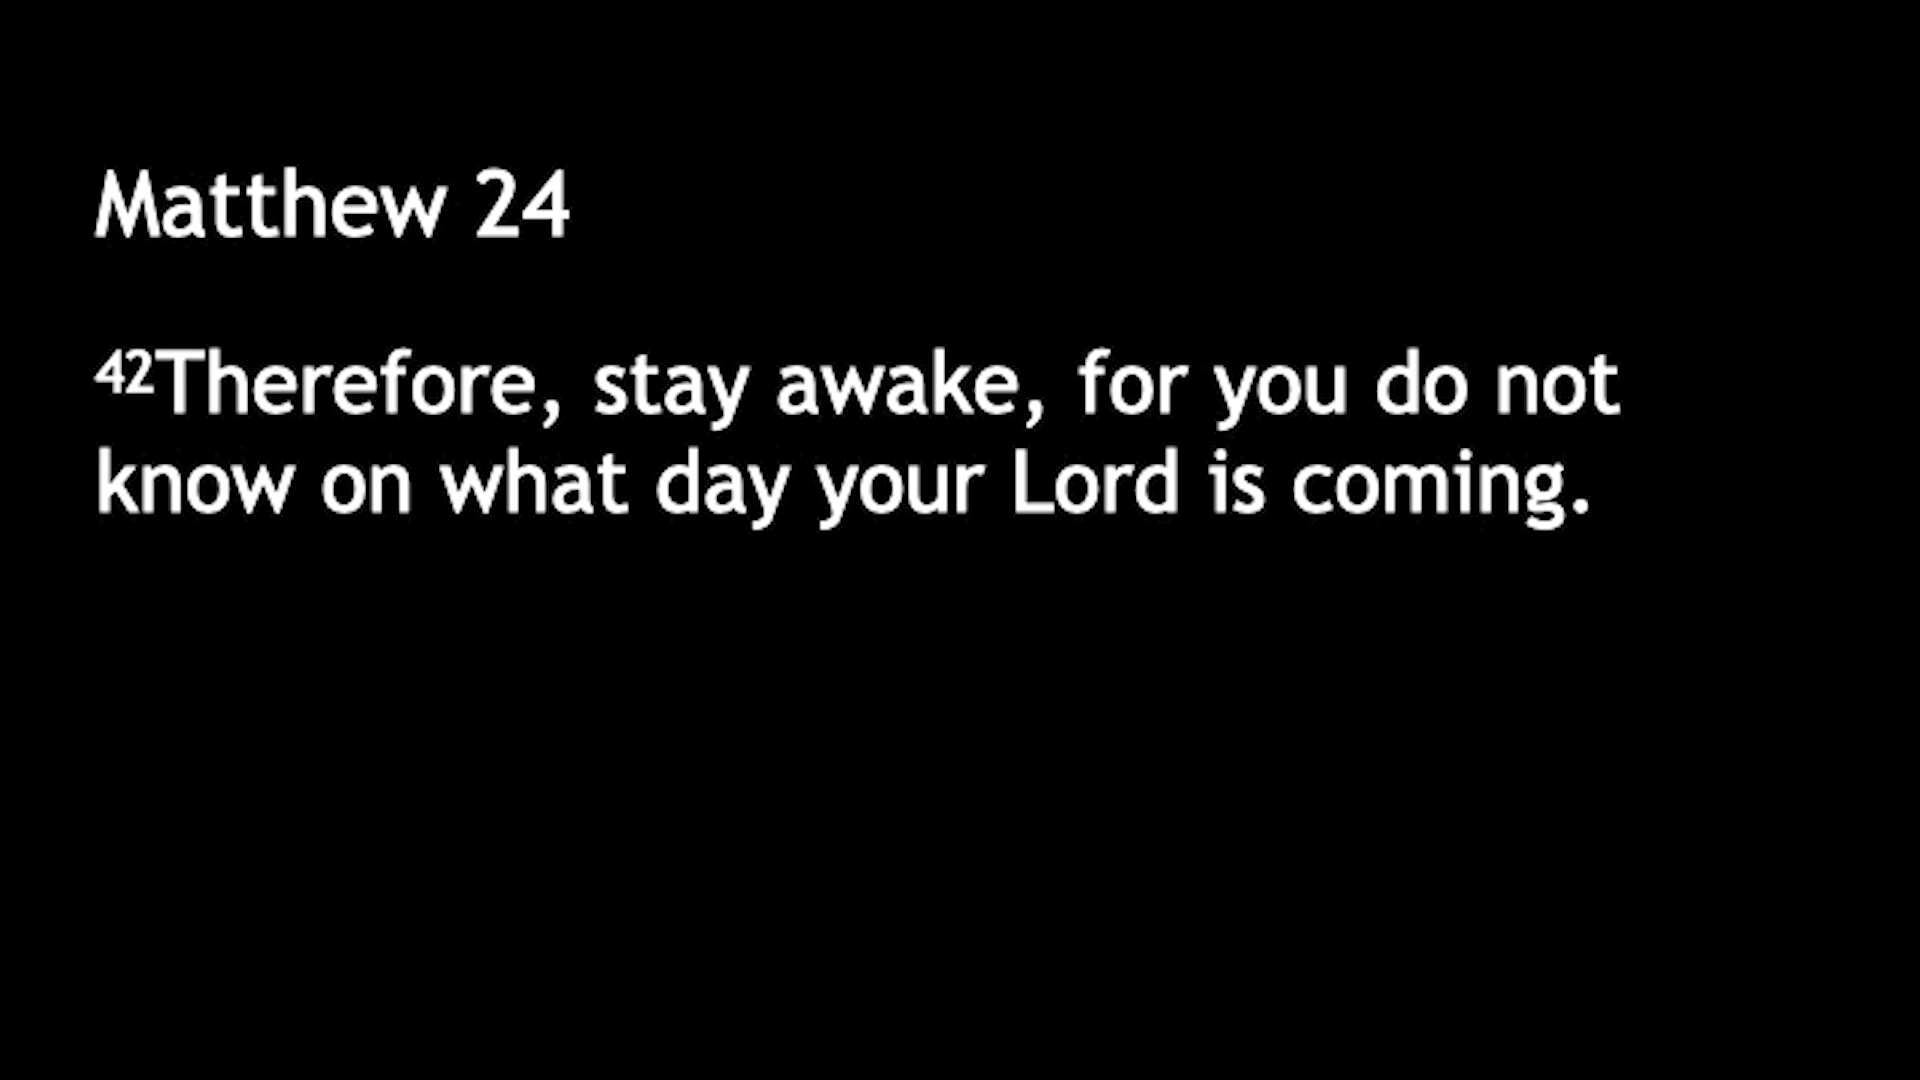 Matthew 24
42Therefore, stay awake, for you do not
know on what day your Lord is coming.